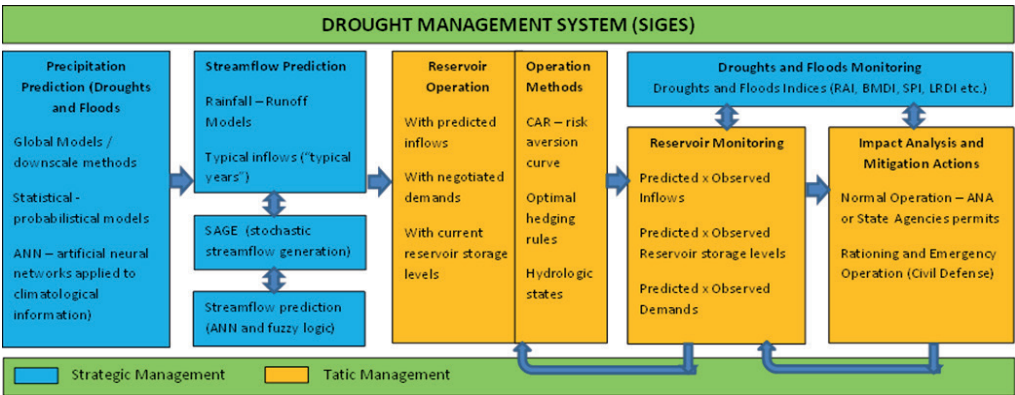 DROUGHT MANAGEMENT SYSTEM (SIGES)
Precipitation
Prediction (Droughts
and Floods
Global Models /
downscale methods
Statistical -
probabilistic models
ANN – artificial neural
networks applied to
climatological
information)
Streamflow Prediction
Rainfall – Runoff
Models
Typical inflows ("typical
years")
SAGE (stochastic
streamflow generation)
Streamflow prediction
(ANN and fuzzy logic)
Reservoir
Operation
With predicted
inflows
With negotiated
demands
With current
reservoir storage
levels
Operation
Methods
CAR – risk
aversion
curve
Optimal
hedging
rules
Hydrologic
states
Droughts and Floods Monitoring
Droughts and Floods Indices (RAI, BMDI, SPI, LRDI etc.)
Reservoir Monitoring
Predicted x Observed
Inflows
Predicted x Observed
Reservoir storage levels
Predicted x Observed
Demands
Impact Analysis and
Mitigation Actions
Normal Operation – ANA
or State Agencies permits
Rationing and Emergency
Operation (Civil Defense)
Strategic Management
Tatic Management